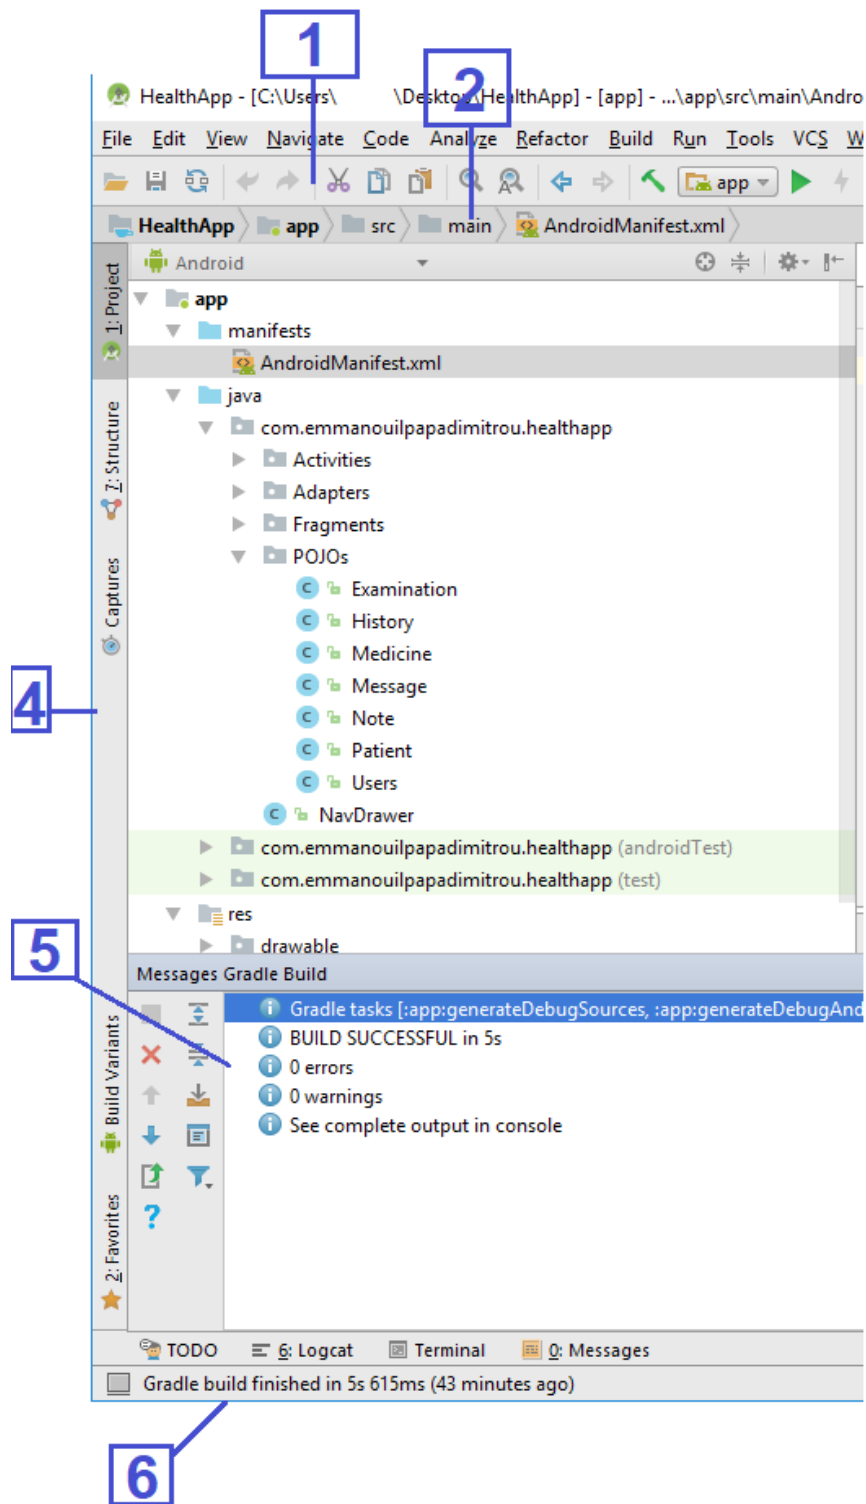 1
2
HealthApp - [C:\Users\ \Desktop\HealthApp] - [app] - ...\app\src\main\Andro
File Edit View Navigate Code Analyze Refactor Build Run Tools VCS W
app
HealthApp app src main AndroidManifest.xml
1: Project
Android
app
manifests
AndroidManifest.xml
java
7: Structure
com.emmanouilpapadimitrou.healthapp
Activities
Adapters
Fragments
Captures
POJOs
C Examination
C History
C Medicine
4
C Message
C Note
C Patient
C Users
C NavDrawer
com.emmanouilpapadimitrou.healthapp (androidTest)
com.emmanouilpapadimitrou.healthapp (test)
res
drawable
5
Messages Gradle Build
Build Variants
Gradle tasks [:app:generateDebugSources, :app:generateDebugAnd
BUILD SUCCESSFUL in 5s
0 errors
0 warnings
See complete output in console
?
2: Favorites
TODO 6: Logcat Terminal 0: Messages
Gradle build finished in 5s 615ms (43 minutes ago)
6